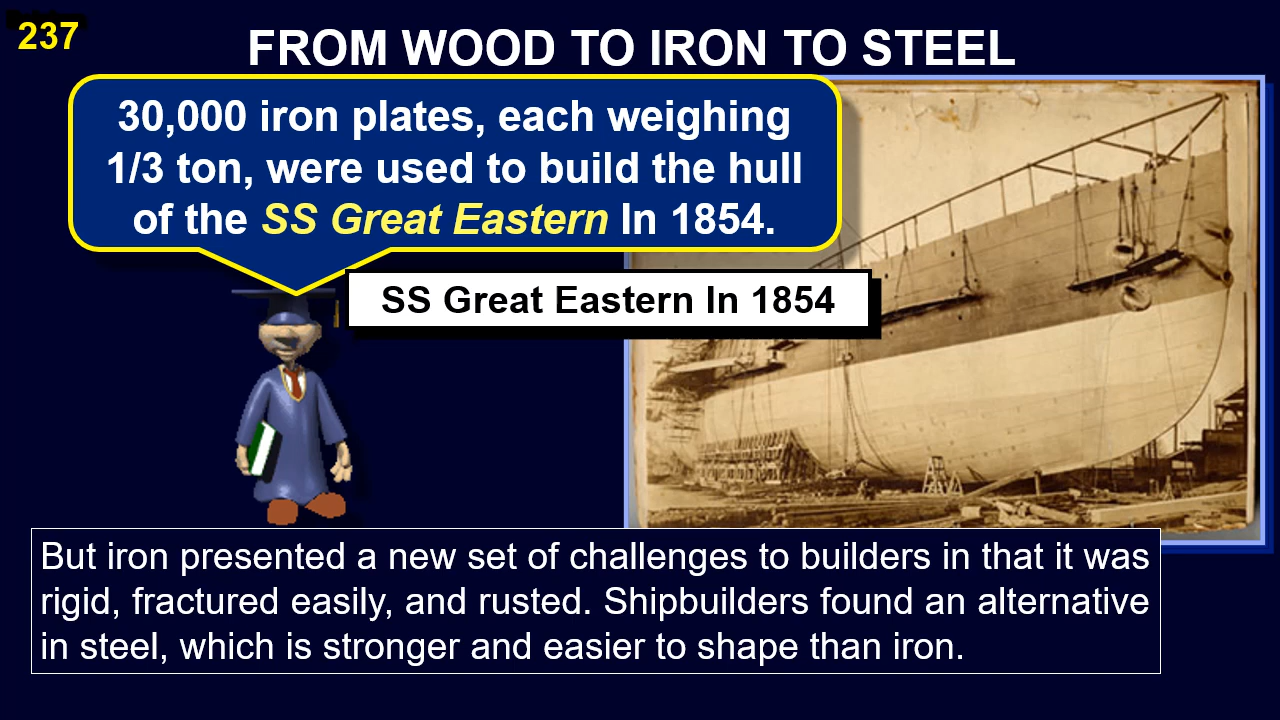 237
FROM WOOD TO IRON TO STEEL
30,000 iron plates, each weighing
1/3 ton, were used to build the hull
of the SS Great Eastern In 1854.
SS Great Eastern In 1854
But iron presented a new set of challenges to builders in that it was
rigid, fractured easily, and rusted. Shipbuilders found an alternative
in steel, which is stronger and easier to shape than iron.